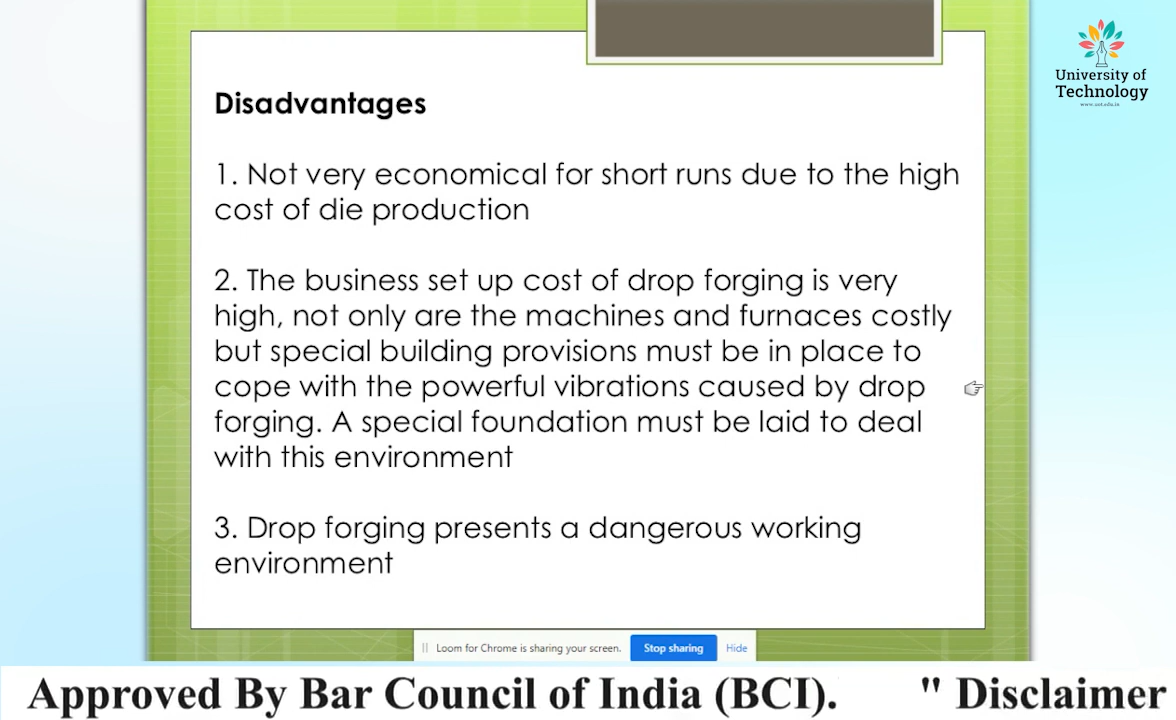 University of
Technology
www.uot.edu.in
Disadvantages
1. Not very economical for short runs due to the high
cost of die production
2. The business set up cost of drop forging is very
high, not only are the machines and furnaces costly
but special building provisions must be in place to
cope with the powerful vibrations caused by drop
forging. A special foundation must be laid to deal
with this environment
3. Drop forging presents a dangerous working
environment
Loom for Chrome is sharing your screen.
Stop sharing
Hide
Approved By Bar Council of India (BCI). " Disclaimer